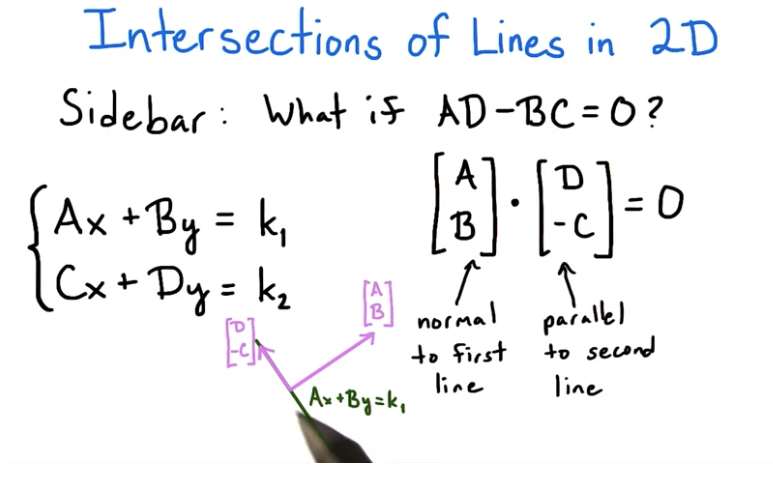 Intersections of Lines in 2D
Sidebar: What if AD-BC=0?
Ax + By = k₁
Cx + Dy = k₂
[A B] · [D -C] = 0
normal to first line
parallel to second line
[D -C]
[A B]
Ax+By=k₁